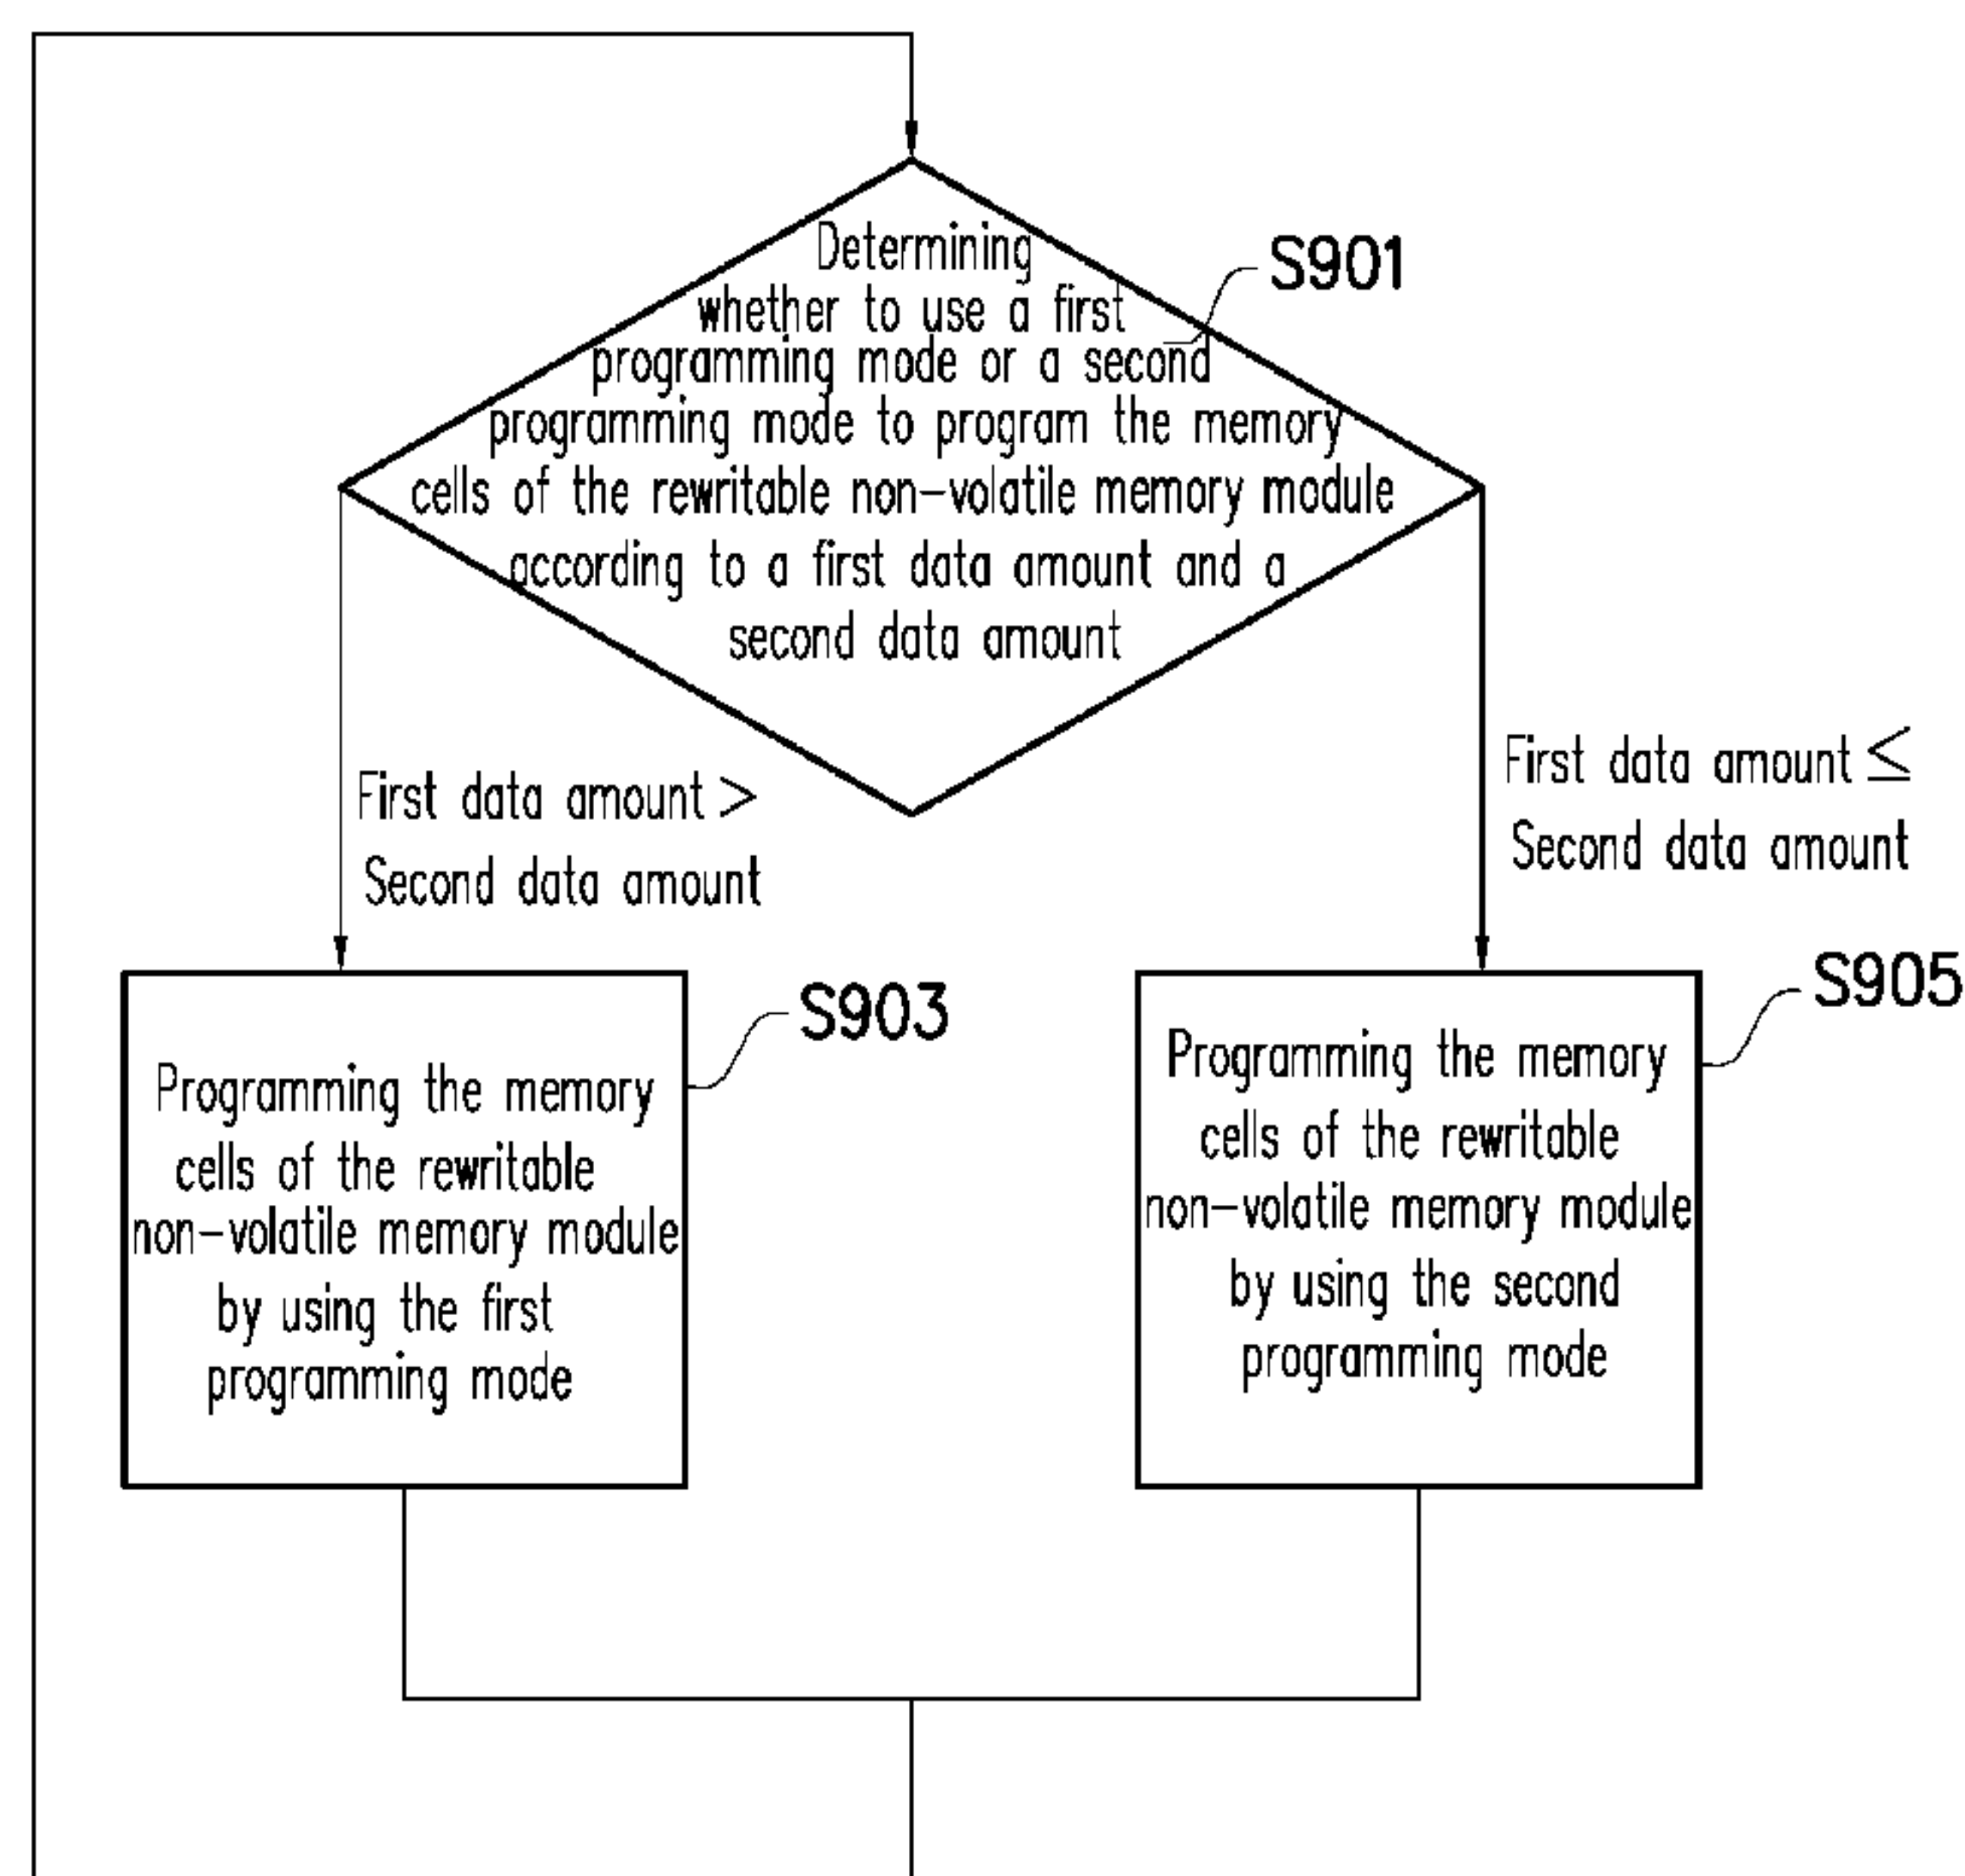 Determining
whether to use a first
programming mode or a second
programming mode to program the memory
cells of the rewritable non-volatile memory module
according to a first data amount and a
second data amount
S901
First data amount >
Second data amount
First data amount ≤
Second data amount
S903
Programming the memory
cells of the rewritable
non-volatile memory module
by using the first
programming mode
S905
Programming the memory
cells of the rewritable
non-volatile memory module
by using the second
programming mode